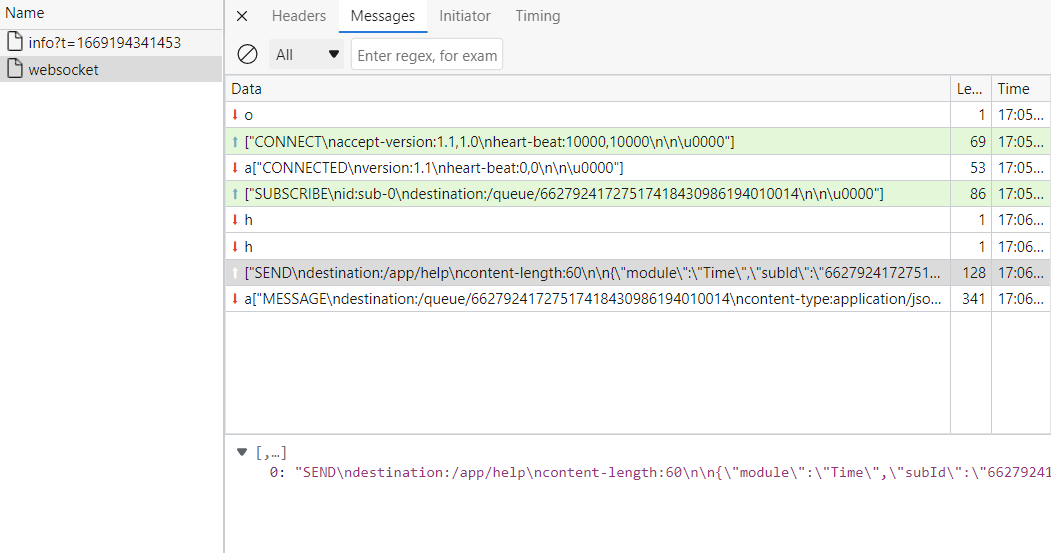 Name
info?t=1669194341453
websocket
Headers Messages Initiator Timing
All Enter regex, for exam
Data Le... Time
o 1 17:05...
["CONNECT\naccept-version:1.1,1.0\nheart-beat:10000,10000\n\n\u0000"] 69 17:05...
a["CONNECTED\nversion:1.1\nheart-beat:0,0\n\n\u0000"] 53 17:05...
["SUBSCRIBE\nid:sub-0\ndestination:/queue/66279241727517418430986194010014\n\n\u0000"] 86 17:05...
h 1 17:06...
h 1 17:06...
["SEND\ndestination:/app/help\ncontent-length:60\n\n{\"module\":\"Time\",\"subId\":\"6627924172751... 128 17:06...
a["MESSAGE\ndestination:/queue/66279241727517418430986194010014\ncontent-type:application/jso... 341 17:06...
[,…]
0: "SEND\ndestination:/app/help\ncontent-length:60\n\n{\"module\":\"Time\",\"subId\":\"66279241